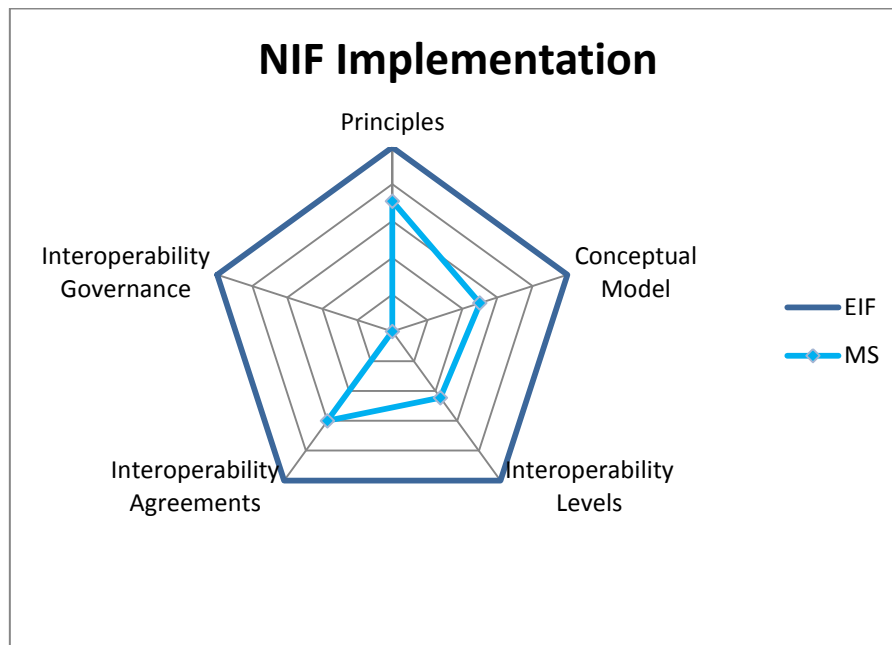 NIF Implementation
Principles
Interoperability
Governance
Conceptual
Model
EIF
MS
Interoperability
Agreements
Interoperability
Levels